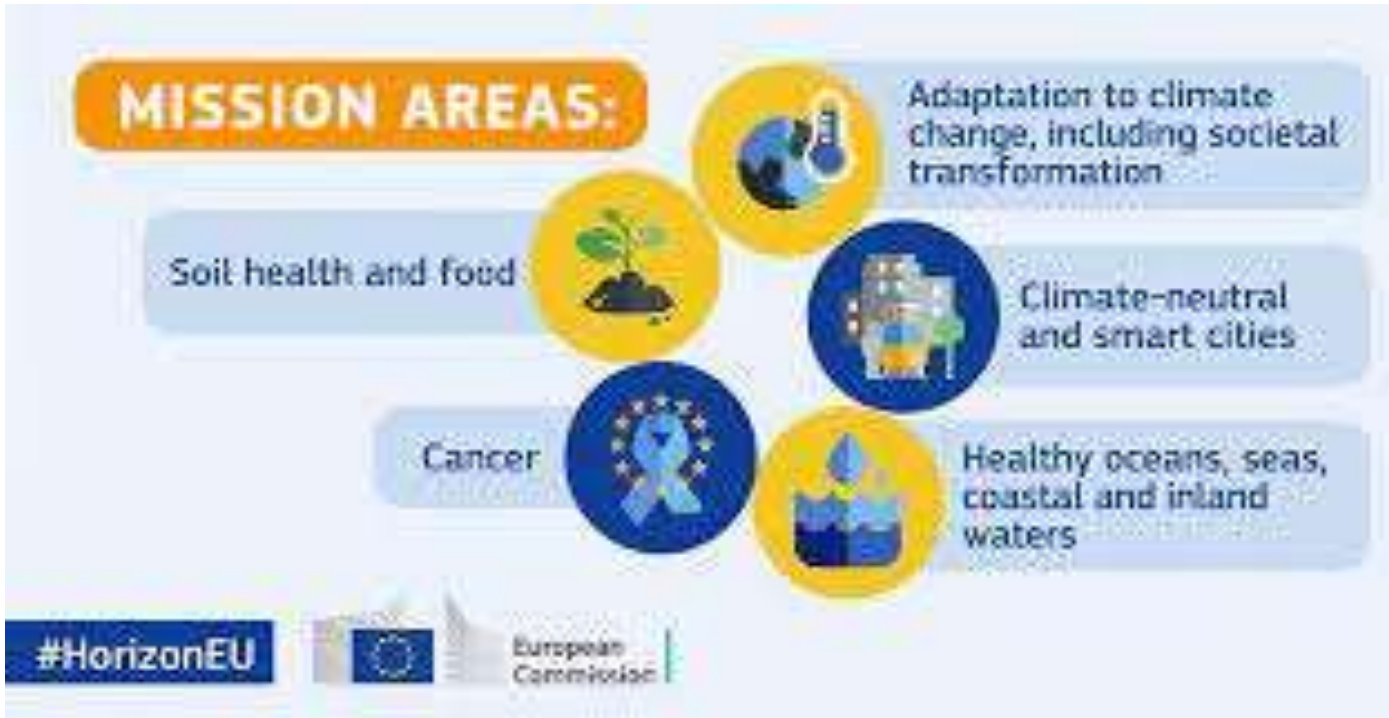 MISSION AREAS:
Adaptation to climate
change, including societal
transformation
Soil health and food
Climate-neutral
and smart cities
Cancer
Healthy oceans, seas,
coastal and inland
waters
#HorizonEU
European
Commission